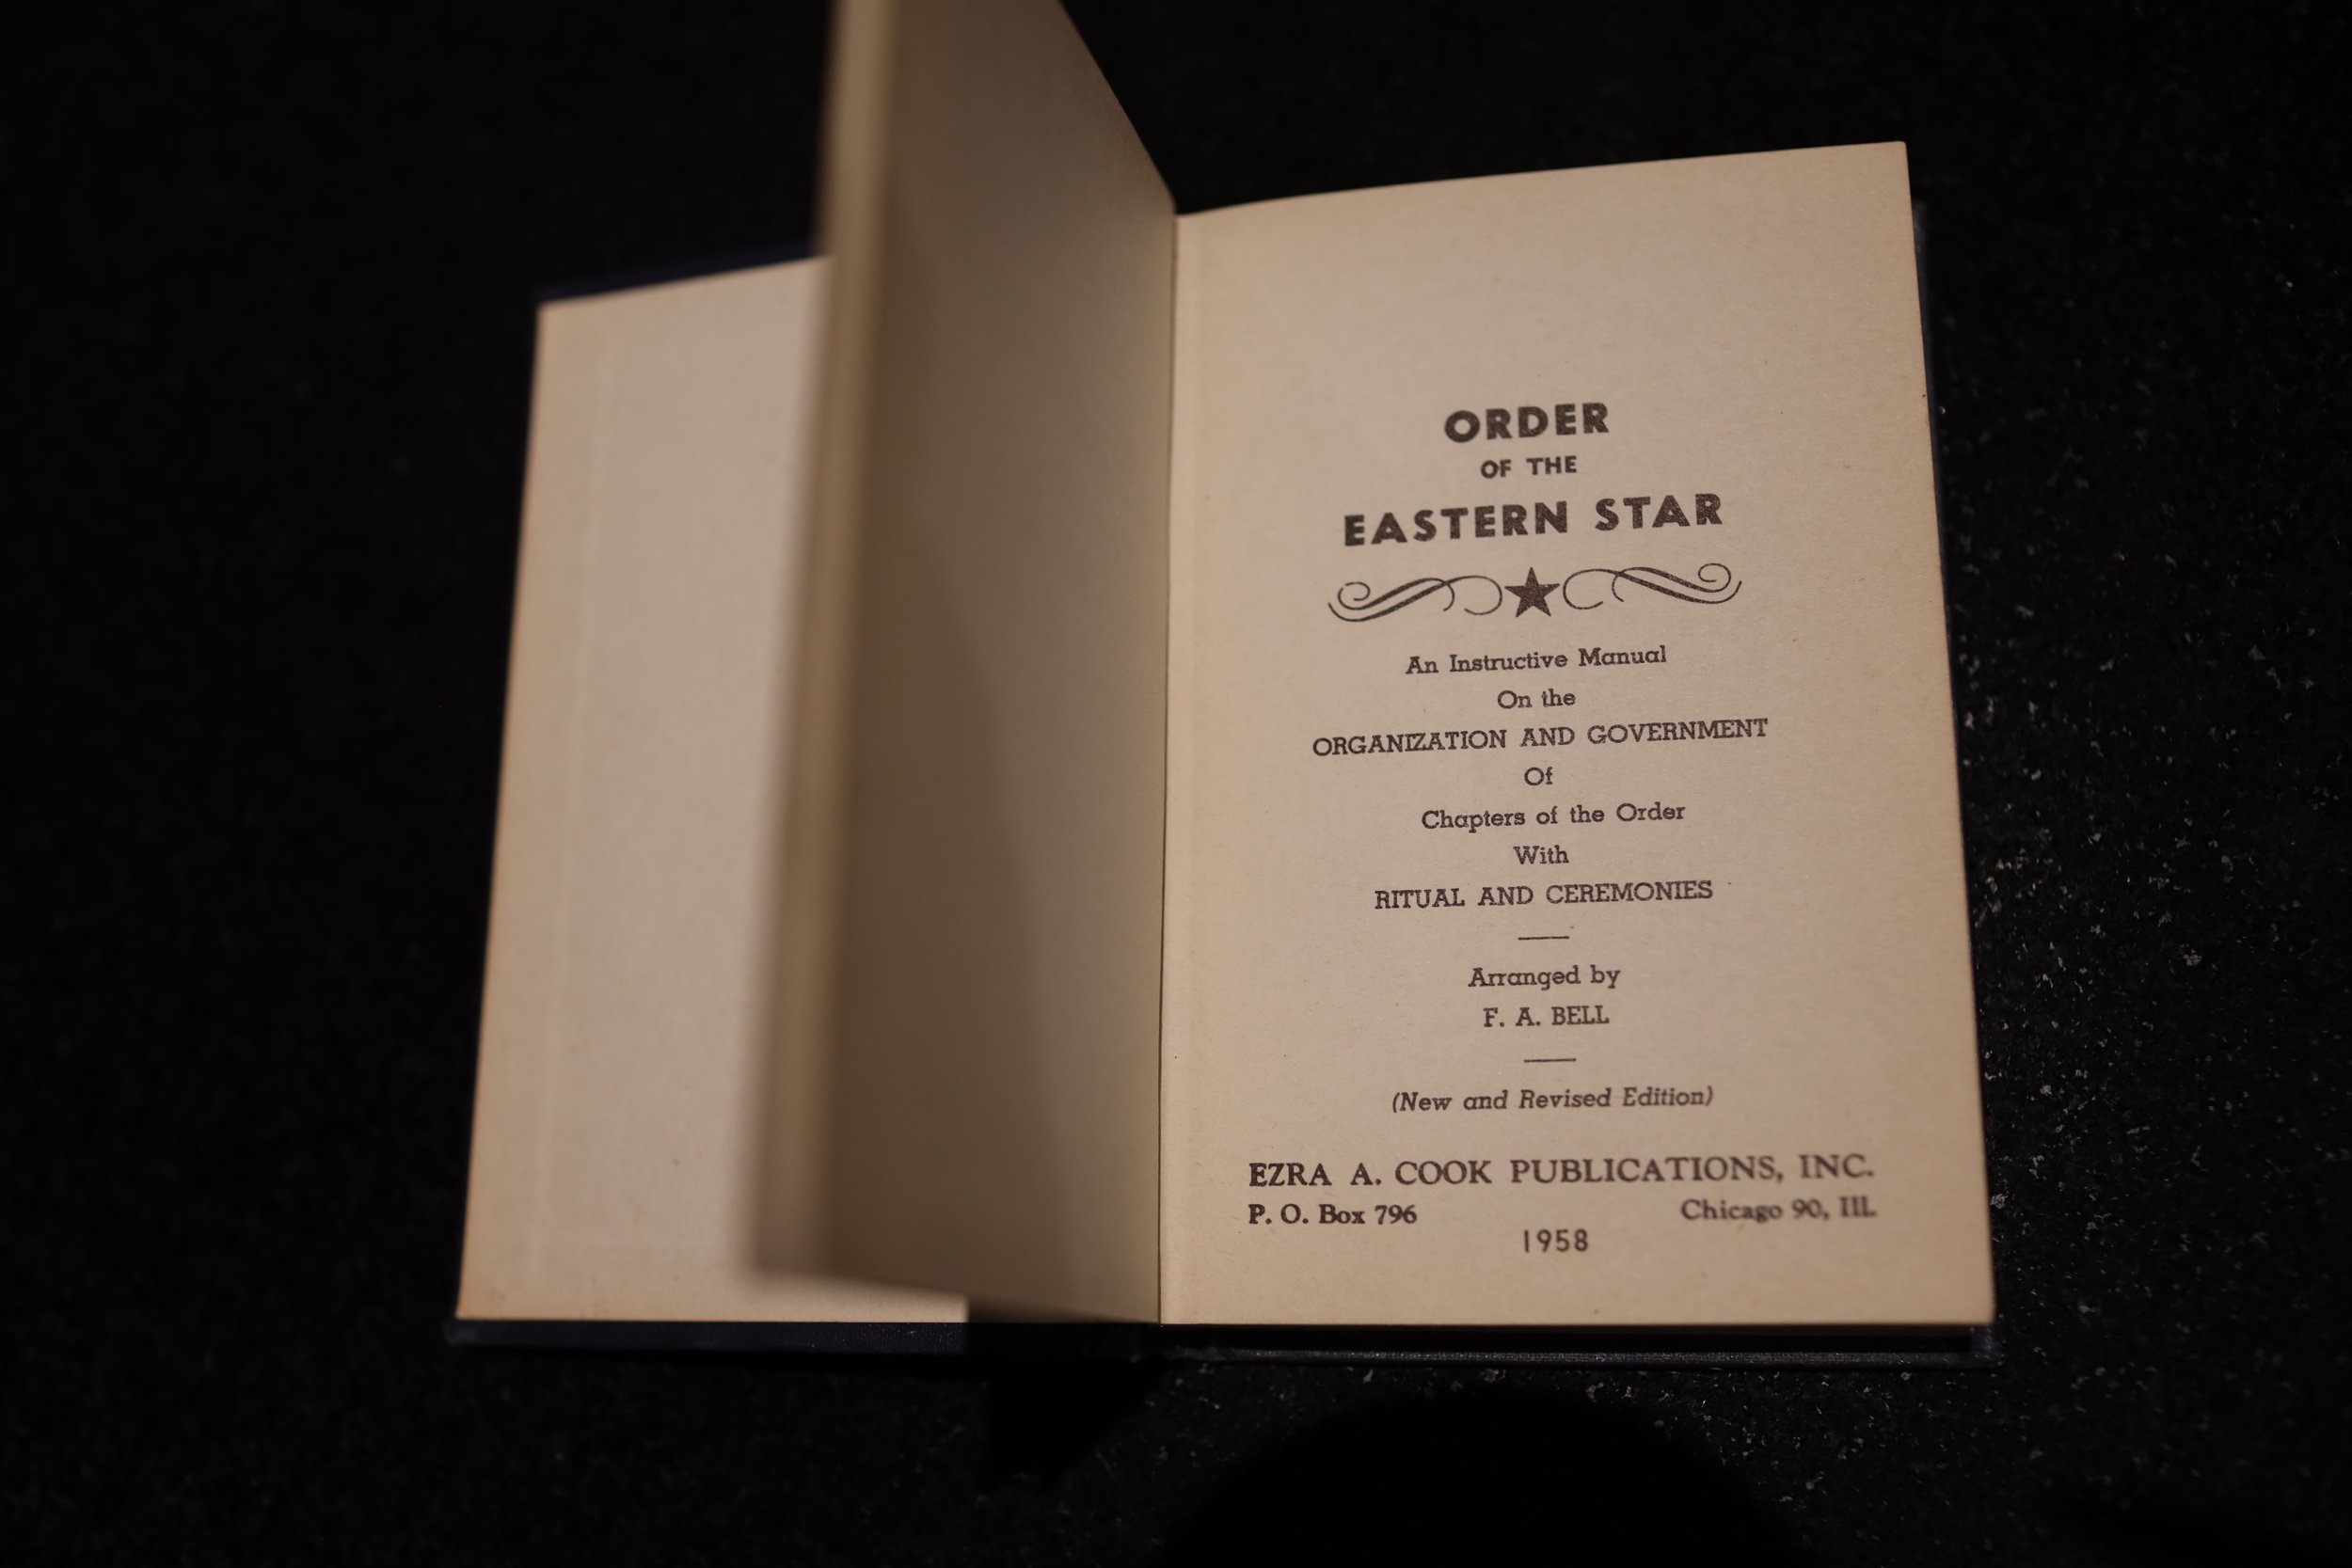 ORDER
OF THE
EASTERN STAR
An Instructive Manual
On the
ORGANIZATION AND GOVERNMENT
Of
Chapters of the Order
With
RITUAL AND CEREMONIES
Arranged by
F. A. BELL
(New and Revised Edition)
EZRA A. COOK PUBLICATIONS, INC.
P. O. Box 796 Chicago 90, Ill.
1958